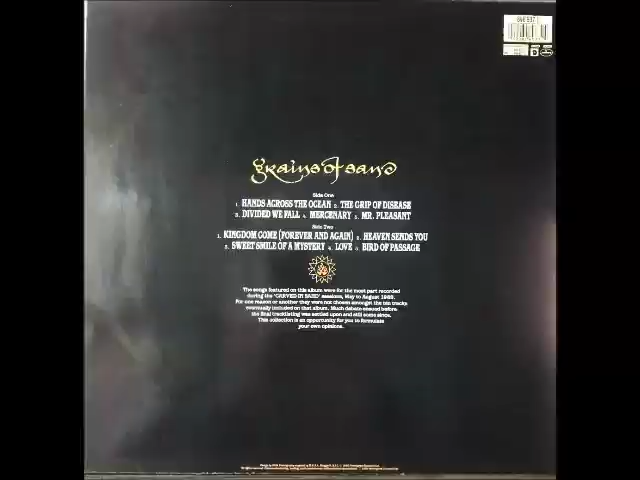 grains of sand
Side One
1. HANDS ACROSS THE OCEAN 2. THE GRIP OF DISEASE
3. DIVIDED WE FALL 4. MERCENARY 5. MR. PLEASANT
Side Two
1. KINGDOM COME (FOREVER AND AGAIN) 2. HEAVEN SENDS YOU
3. SWEET SMILE OF A MYSTERY 4. LOVE 5. BIRD OF PASSAGE
The songs featured on this album were for the most part recorded
during the 'CARVED IN SAND' sessions, May to August 1989.
For one reason or another they were not chosen amongst the ten tracks
eventually included on that album. Much debate ensued before
the final tracklisting was settled upon and still some since.
This collection is an opportunity for you to formulate
your own opinions.